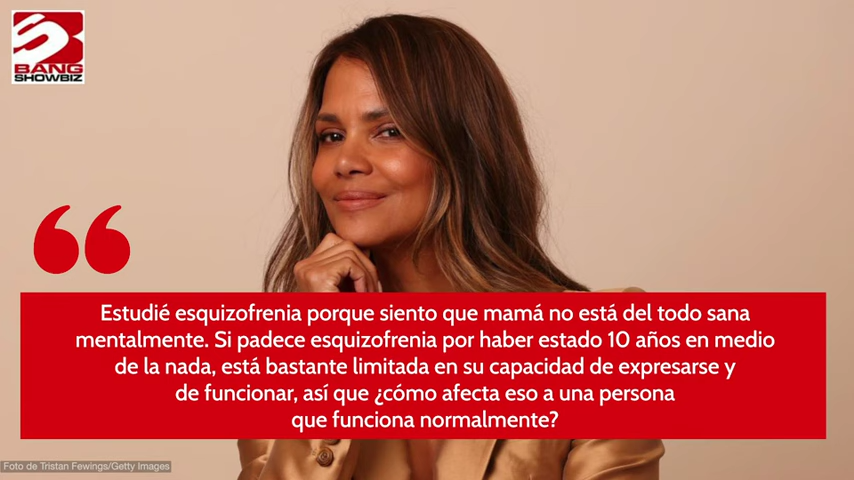 BANG
SHOWBIZ
“
Estudié esquizofrenia porque siento que mamá no está del todo sana
mentalmente. Si padece esquizofrenia por haber estado 10 años en medio
de la nada, está bastante limitada en su capacidad de expresarse y
de funcionar, así que ¿cómo afecta eso a una persona
que funciona normalmente?
Foto de Tristan Fewings/Getty Images